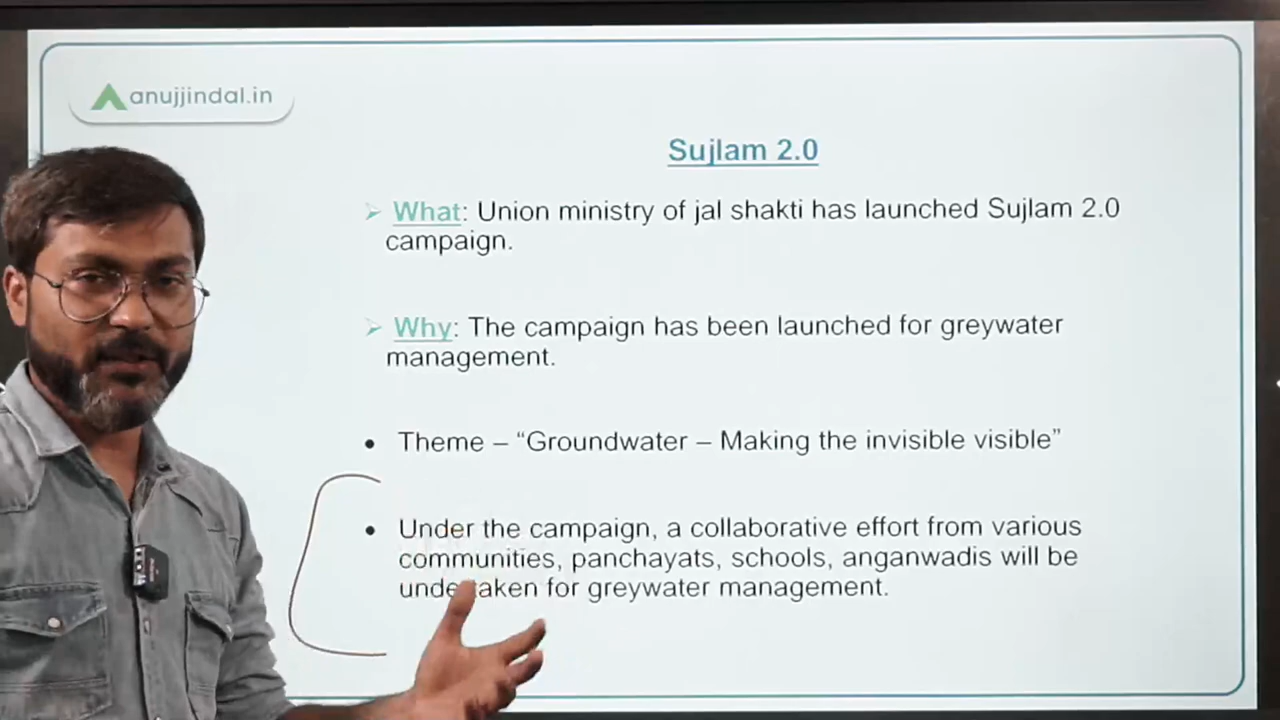 anujjindal.in
Sujlam 2.0
➢ What: Union ministry of jal shakti has launched Sujlam 2.0
campaign.
➢ Why: The campaign has been launched for greywater
management.
• Theme – “Groundwater – Making the invisible visible”
• Under the campaign, a collaborative effort from various
communities, panchayats, schools, anganwadis will be
undertaken for greywater management.